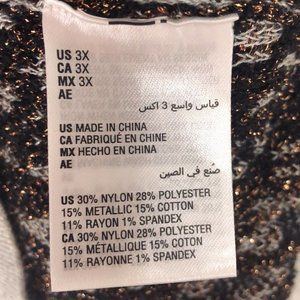 US 3X
CA 3X
MX 3X
AE
قياس واسع 3 اكس
US MADE IN CHINA
CA FABRIQUÉ EN CHINE
MX HECHO EN CHINA
AE
صُنع في الصين
US 30% NYLON 28% POLYESTER
15% METALLIC 15% COTTON
11% RAYON 1% SPANDEX
CA 30% NYLON 28% POLYESTER
15% MÉTALLIQUE 15% COTON
11% RAYONNE 1% SPANDEX